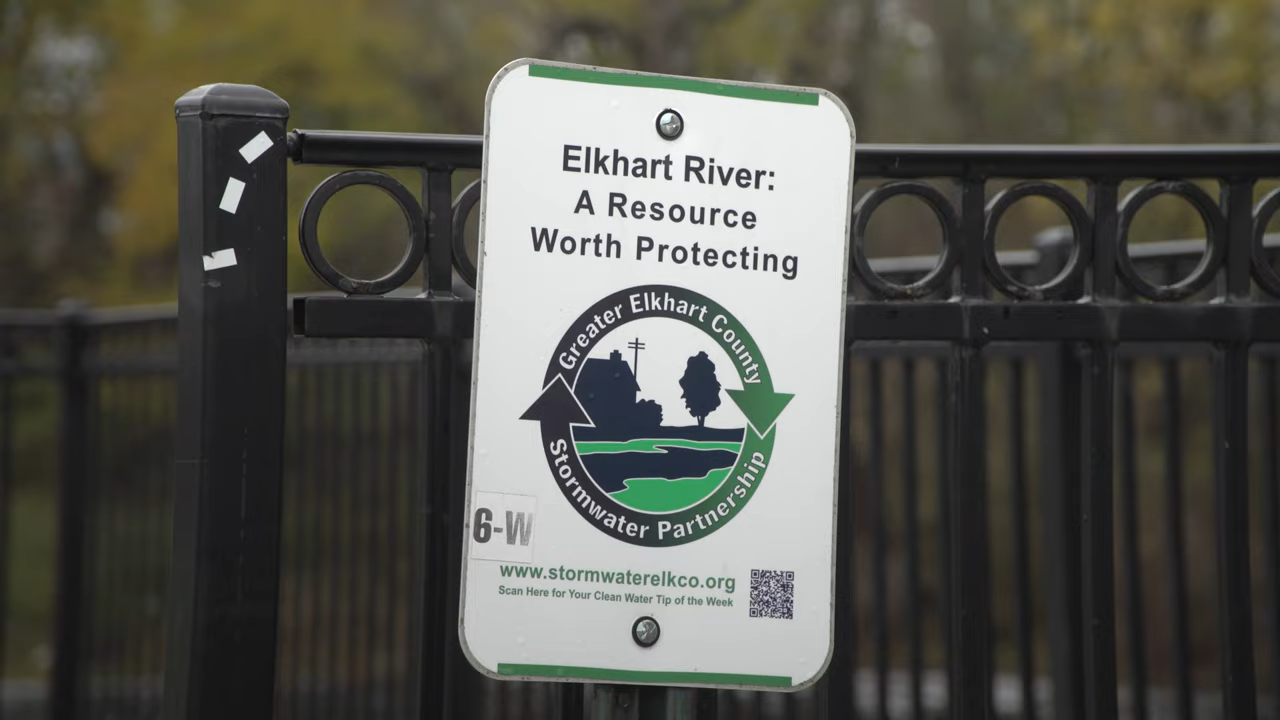 Elkhart River:
A Resource
Worth Protecting
Greater Elkhart County
Stormwater Partnership
6-W
www.stormwaterelkco.org
Scan Here for Your Clean Water Tip of the Week